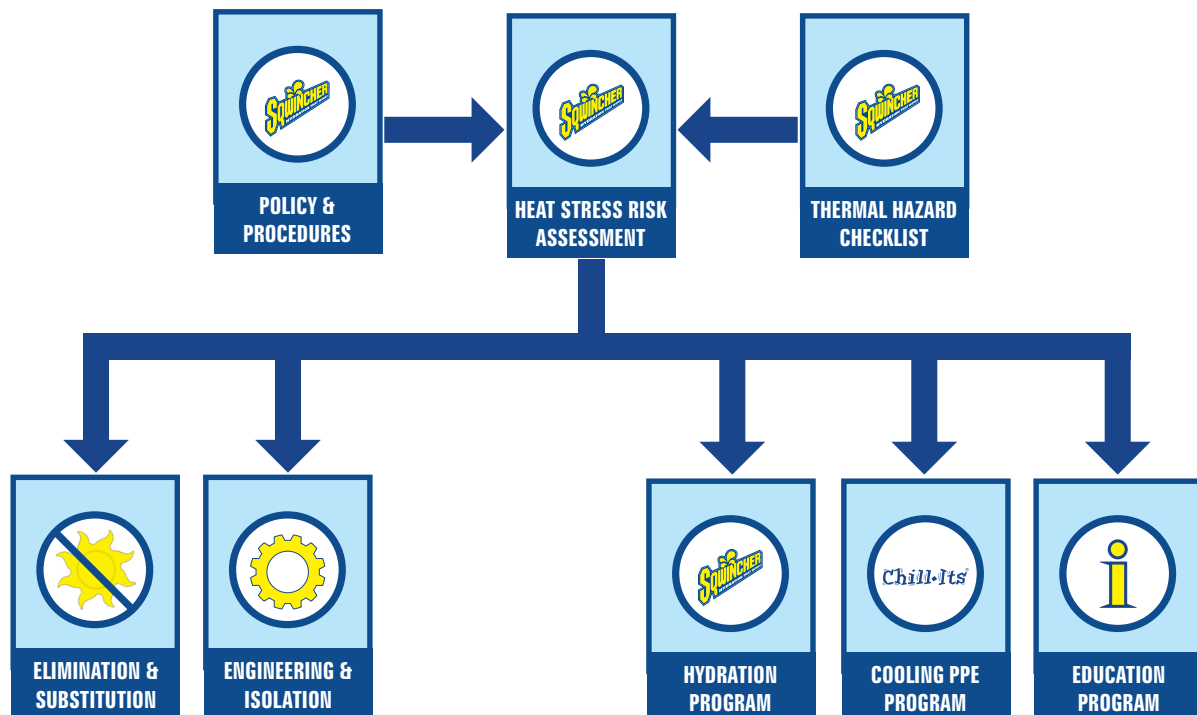 SQWINCHER
SQWINCHER
SQWINCHER
POLICY &
PROCEDURES
HEAT STRESS RISK
ASSESSMENT
THERMAL HAZARD
CHECKLIST
SQWINCHER
Chill-Its
ELIMINATION &
SUBSTITUTION
ENGINEERING &
ISOLATION
HYDRATION
PROGRAM
COOLING PPE
PROGRAM
EDUCATION
PROGRAM